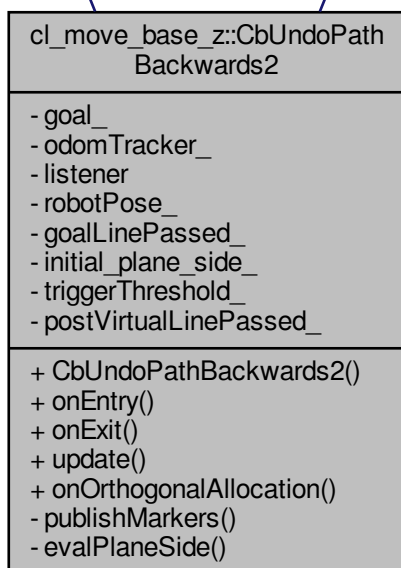 cl_move_base_z::CbUndoPath
Backwards2
- goal_
- odomTracker_
- listener
- robotPose_
- goalLinePassed_
- initial_plane_side_
- triggerThreshold_
- postVirtualLinePassed_
+ CbUndoPathBackwards2()
+ onEntry()
+ onExit()
+ update()
+ onOrthogonalAllocation()
- publishMarkers()
- evalPlaneSide()